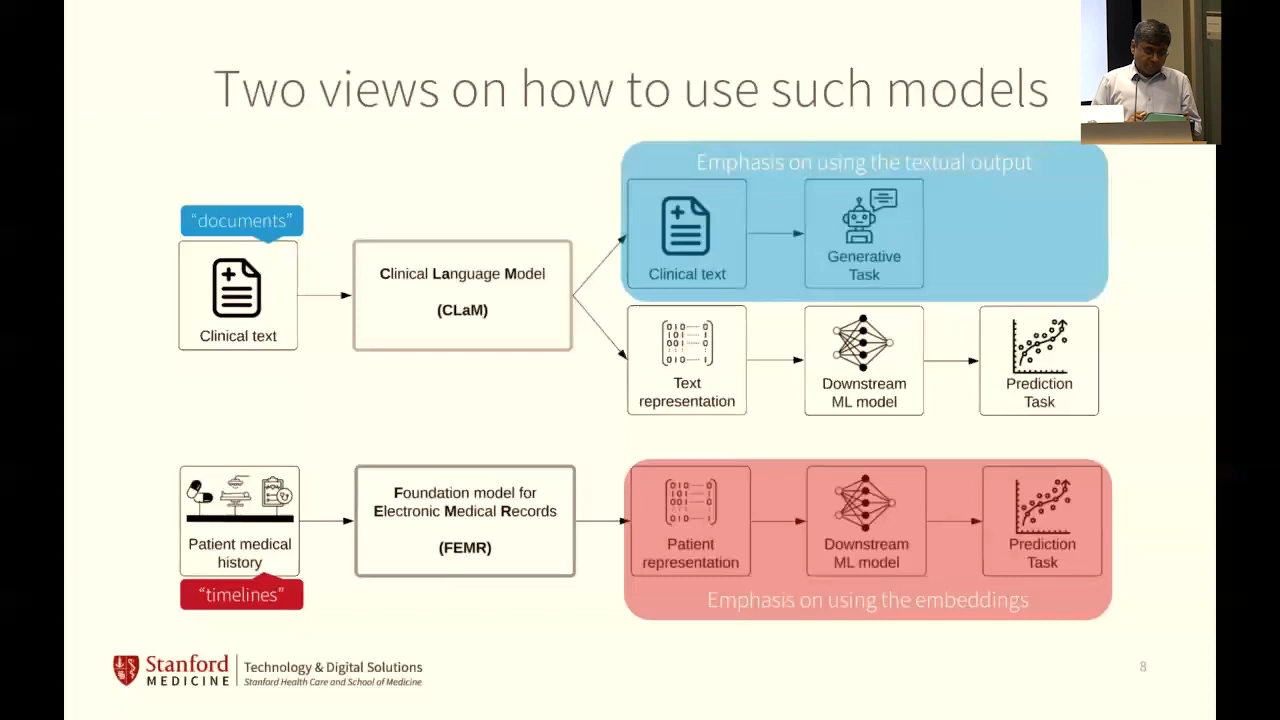 Two views on how to use such models
Emphasis on using the textual output
“documents”
Clinical text
Clinical Language Model
(CLaM)
Clinical text
Generative
Task
Text
representation
Downstream
ML model
Prediction
Task
Patient medical
history
“timelines”
Foundation model for
Electronic Medical Records
(FEMR)
Patient
representation
Downstream
ML model
Prediction
Task
Emphasis on using the embeddings
Stanford
MEDICINE
Technology & Digital Solutions
Stanford Health Care and School of Medicine
8